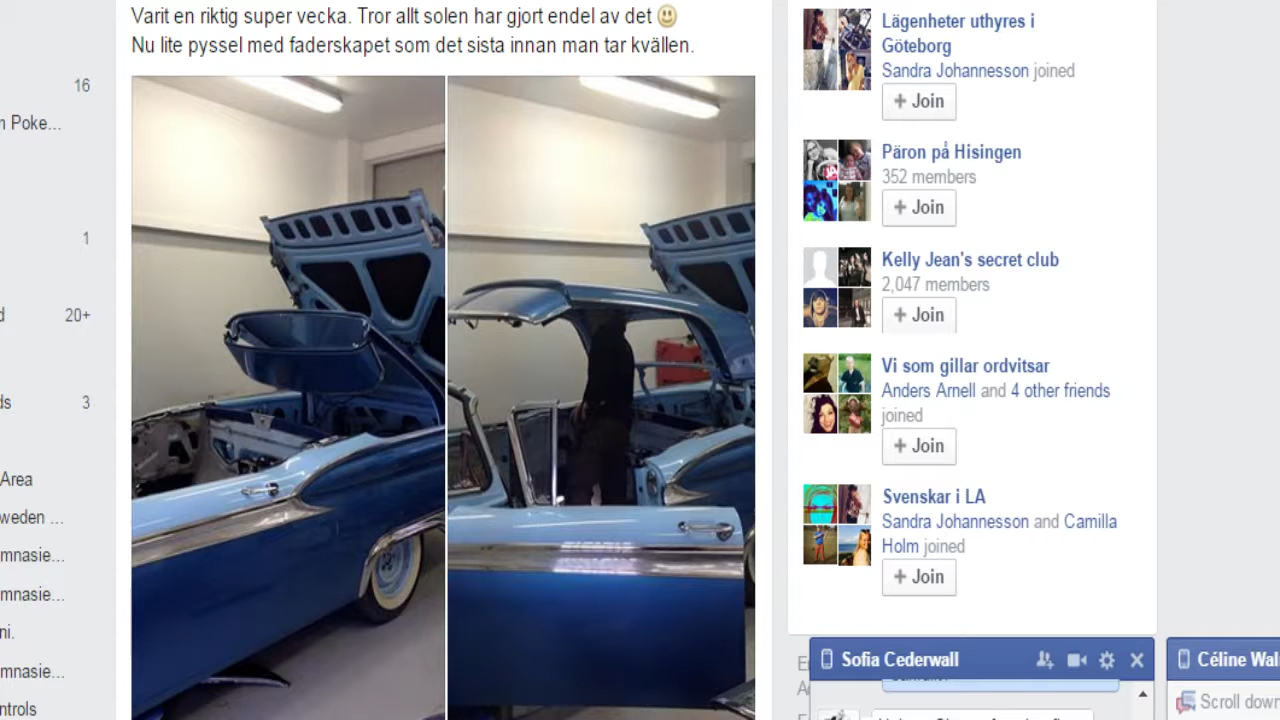 Varit en riktig super vecka. Tror allt solen har gjort endel av det
Nu lite pyssel med faderskapet som det sista innan man tar kvällen.
16
Poke...
1
20+
ds 3
Area
weden ...
mnasie...
mnasie...
ni.
mnasie...
ntrols
Lägenheter uthyres i
Göteborg
Sandra Johannesson joined
+ Join
Päron på Hisingen
352 members
+ Join
Kelly Jean's secret club
2,047 members
+ Join
Vi som gillar ordvitsar
Anders Arnell and 4 other friends
joined
+ Join
Svenskar i LA
Sandra Johannesson and Camilla
Holm joined
+ Join
Sofia Cederwall
Céline Wal
Scroll down